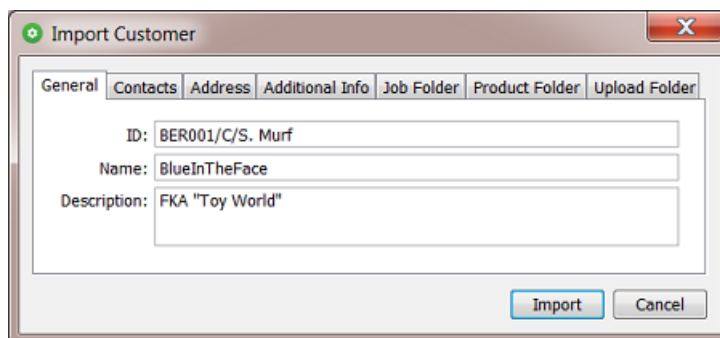 Import Customer
X
General Contacts Address Additional Info Job Folder Product Folder Upload Folder
ID: BER001/C/S. Murf
Name: BlueInTheFace
Description: FKA "Toy World"
Import Cancel